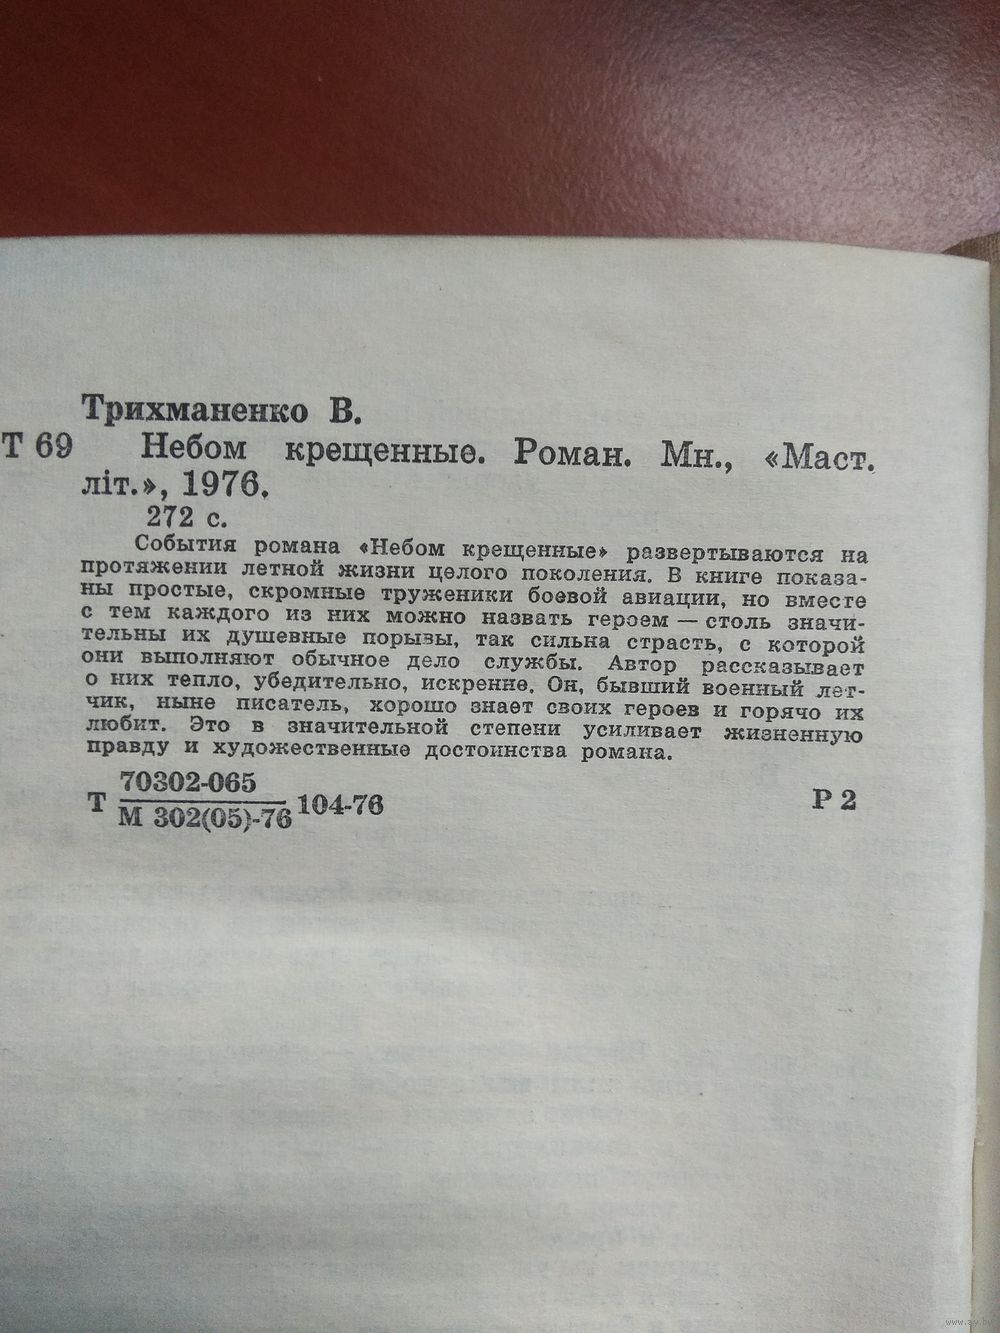 Трихманенко В.
Т 69 Небом крещенные. Роман. Мн., «Маст.
літ.», 1976.
272 с.
События романа «Небом крещенные» развертываются на
протяжении летной жизни целого поколения. В книге показа-
ны простые, скромные труженики боевой авиации, но вместе
с тем каждого из них можно назвать героем — столь значи-
тельны их душевные порывы, так сильна страсть, с которой
они выполняют обычное дело службы. Автор рассказывает
о них тепло, убедительно, искренне. Он, бывший военный лет-
чик, ныне писатель, хорошо знает своих героев и горячо их
любит. Это в значительной степени усиливает жизненную
правду и художественные достоинства романа.
70302-065
Т 104-76 Р 2
М 302(05)-76
www.ay.by